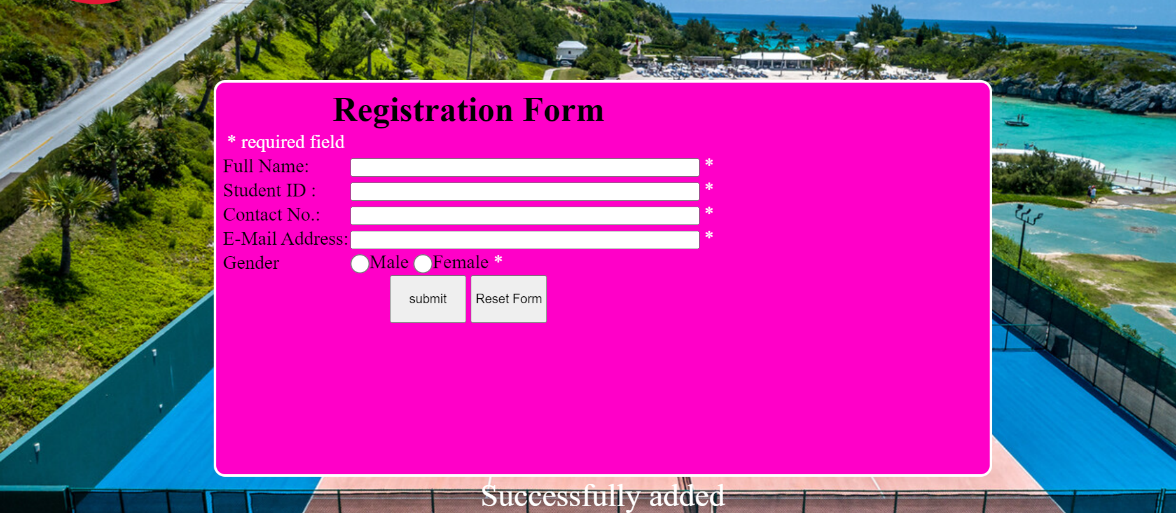 Registration Form
* required field
Full Name: *
Student ID : *
Contact No.: *
E-Mail Address: *
Gender Male Female *
submit Reset Form
Successfully added